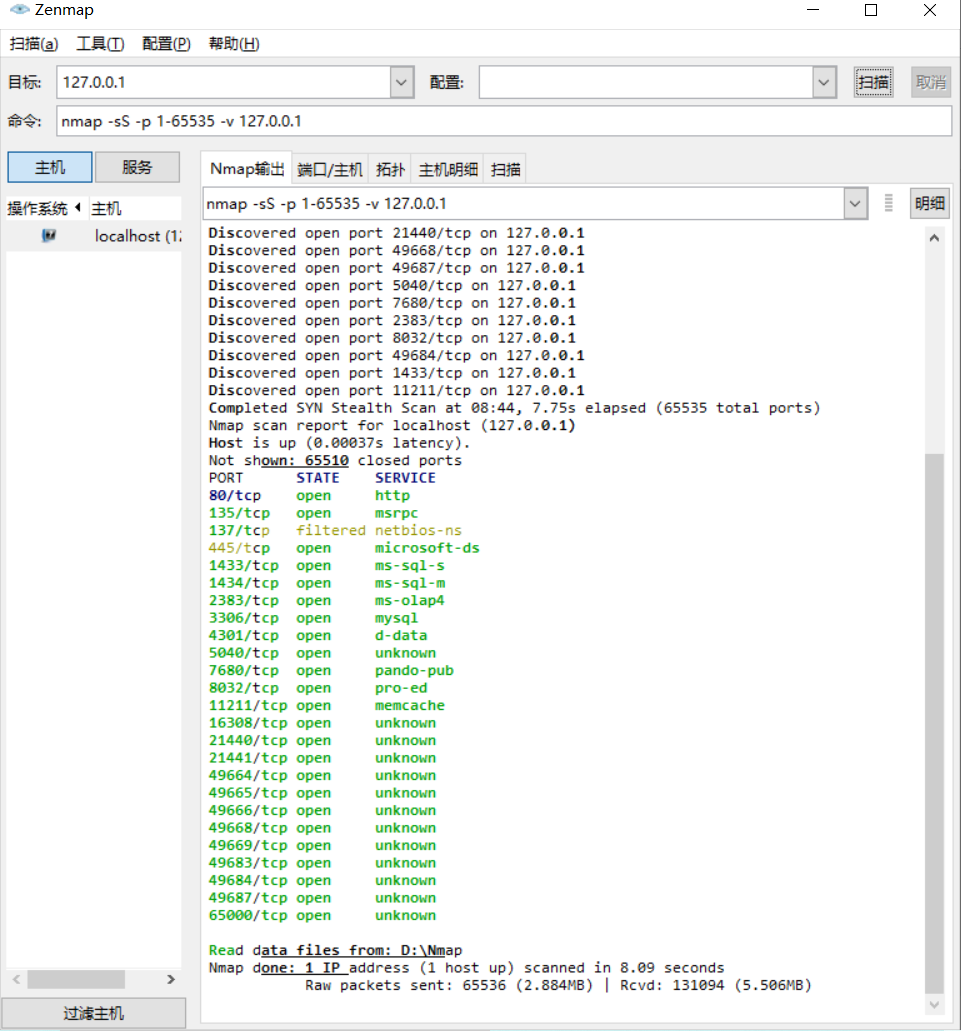 Zenmap
扫描(a) 工具(T) 配置(P) 帮助(H)
目标: 127.0.0.1 配置: 扫描 取消
命令: nmap -sS -p 1-65535 -v 127.0.0.1
主机 服务 Nmap输出 端口/主机 拓扑 主机明细 扫描
操作系统 主机 nmap -sS -p 1-65535 -v 127.0.0.1 明细
localhost (12
Discovered open port 21440/tcp on 127.0.0.1
Discovered open port 49668/tcp on 127.0.0.1
Discovered open port 49687/tcp on 127.0.0.1
Discovered open port 5040/tcp on 127.0.0.1
Discovered open port 7680/tcp on 127.0.0.1
Discovered open port 2383/tcp on 127.0.0.1
Discovered open port 8032/tcp on 127.0.0.1
Discovered open port 49684/tcp on 127.0.0.1
Discovered open port 1433/tcp on 127.0.0.1
Discovered open port 11211/tcp on 127.0.0.1
Completed SYN Stealth Scan at 08:44, 7.75s elapsed (65535 total ports)
Nmap scan report for localhost (127.0.0.1)
Host is up (0.00037s latency).
Not shown: 65510 closed ports
PORT STATE SERVICE
80/tcp open http
135/tcp open msrpc
137/tcp filtered netbios-ns
445/tcp open microsoft-ds
1433/tcp open ms-sql-s
1434/tcp open ms-sql-m
2383/tcp open ms-olap4
3306/tcp open mysql
4301/tcp open d-data
5040/tcp open unknown
7680/tcp open pando-pub
8032/tcp open pro-ed
11211/tcp open memcache
16308/tcp open unknown
21440/tcp open unknown
21441/tcp open unknown
49664/tcp open unknown
49665/tcp open unknown
49666/tcp open unknown
49668/tcp open unknown
49669/tcp open unknown
49683/tcp open unknown
49684/tcp open unknown
49687/tcp open unknown
65000/tcp open unknown
Read data files from: D:\Nmap
Nmap done: 1 IP address (1 host up) scanned in 8.09 seconds
Raw packets sent: 65536 (2.884MB) | Rcvd: 131094 (5.506MB)
过滤主机